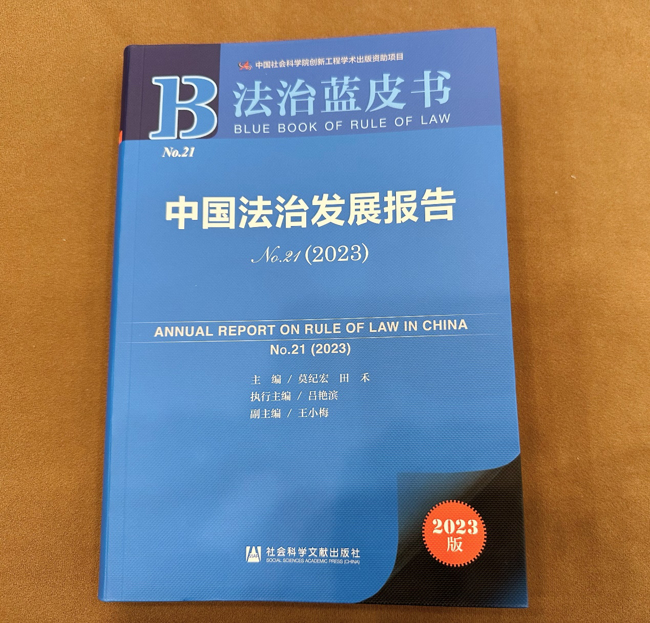 中国社会科学院创新工程学术出版资助项目
B
法治蓝皮书
BLUE BOOK OF RULE OF LAW
No.21
中国法治发展报告
No.21 (2023)
ANNUAL REPORT ON RULE OF LAW IN CHINA
No.21 (2023)
主 编 / 莫纪宏 田 禾
执行主编 / 吕艳滨
副主编 / 王小梅
2023
版
社会科学文献出版社
SOCIAL SCIENCES ACADEMIC PRESS (CHINA)